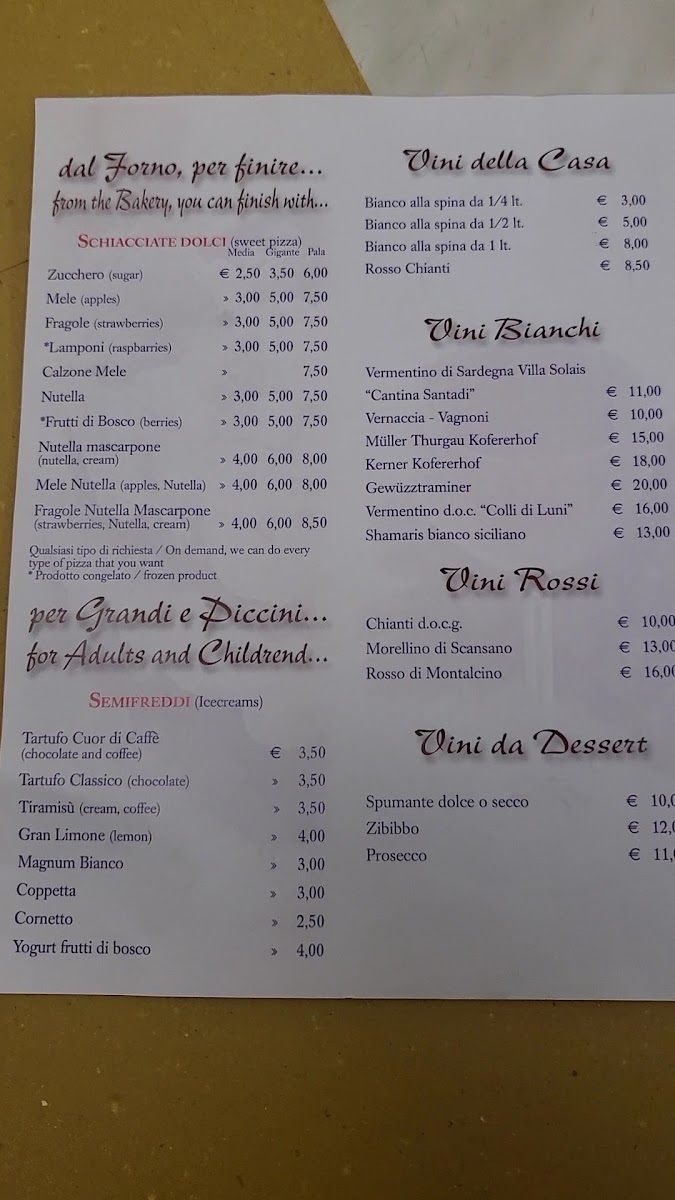 dal Forno, per finire...
from the Bakery, you can finish with...
SCHIACCIATE DOLCI (sweet pizza)
Media Gigante Pala
Zucchero (sugar) € 2,50 3,50 6,00
Mele (apples) » 3,00 5,00 7,50
Fragole (strawberries) » 3,00 5,00 7,50
*Lamponi (raspbarries) » 3,00 5,00 7,50
Calzone Mele » 7,50
Nutella » 3,00 5,00 7,50
*Frutti di Bosco (berries) » 3,00 5,00 7,50
Nutella mascarpone
(nutella, cream) » 4,00 6,00 8,00
Mele Nutella (apples, Nutella) » 4,00 6,00 8,00
Fragole Nutella Mascarpone
(strawberries, Nutella, cream) » 4,00 6,00 8,50
Qualsiasi tipo di richiesta / On demand, we can do every
type of pizza that you want
* Prodotto congelato / frozen product
per Grandi e Piccini...
for Adults and Childrend...
SEMIFREDDI (Icecreams)
Tartufo Cuor di Caffè
(chocolate and coffee) € 3,50
Tartufo Classico (chocolate) » 3,50
Tiramisù (cream, coffee) » 3,50
Gran Limone (lemon) » 4,00
Magnum Bianco » 3,00
Coppetta » 3,00
Cornetto » 2,50
Yogurt frutti di bosco » 4,00
Vini della Casa
Bianco alla spina da 1/4 lt. € 3,00
Bianco alla spina da 1/2 lt. € 5,00
Bianco alla spina da 1 lt. € 8,00
Rosso Chianti € 8,50
Vini Bianchi
Vermentino di Sardegna Villa Solais
"Cantina Santadi" € 11,00
Vernaccia - Vagnoni € 10,00
Müller Thurgau Kofererhof € 15,00
Kerner Kofererhof € 18,00
Gewüzztraminer € 20,00
Vermentino d.o.c. "Colli di Luni" € 16,00
Shamaris bianco siciliano € 13,00
Vini Rossi
Chianti d.o.c.g. € 10,00
Morellino di Scansano € 13,00
Rosso di Montalcino € 16,00
Vini da Dessert
Spumante dolce o secco € 10,0
Zibibbo € 12,
Prosecco € 11,